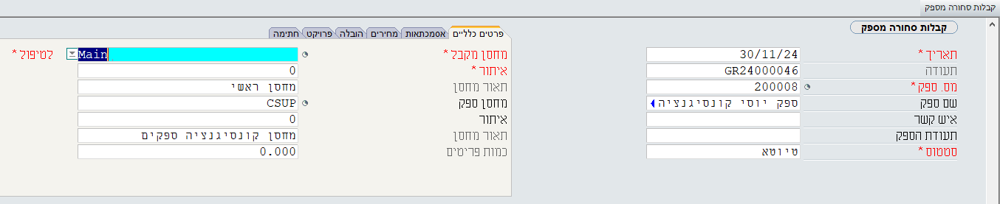 קבלות סחורה מספק
קבלות סחורה מספק
תאריך * 30/11/24
תעודה GR24000046
מס. ספק * 200008
שם ספק ספק יוסי קונסיגנציה
איש קשר
תעודת הספק
סטטוס * טיוטא
פרטים כלליים אסמכתאות מחירים הובלה פרויקט חתימה
מחסן מקבל * Main לטיפול *
איתור * 0
תאור מחסן מחסן ראשי
מחסן ספק CSUP
איתור 0
תאור מחסן מחסן קונסיגנציה ספקים
כמות פריטים 0.000